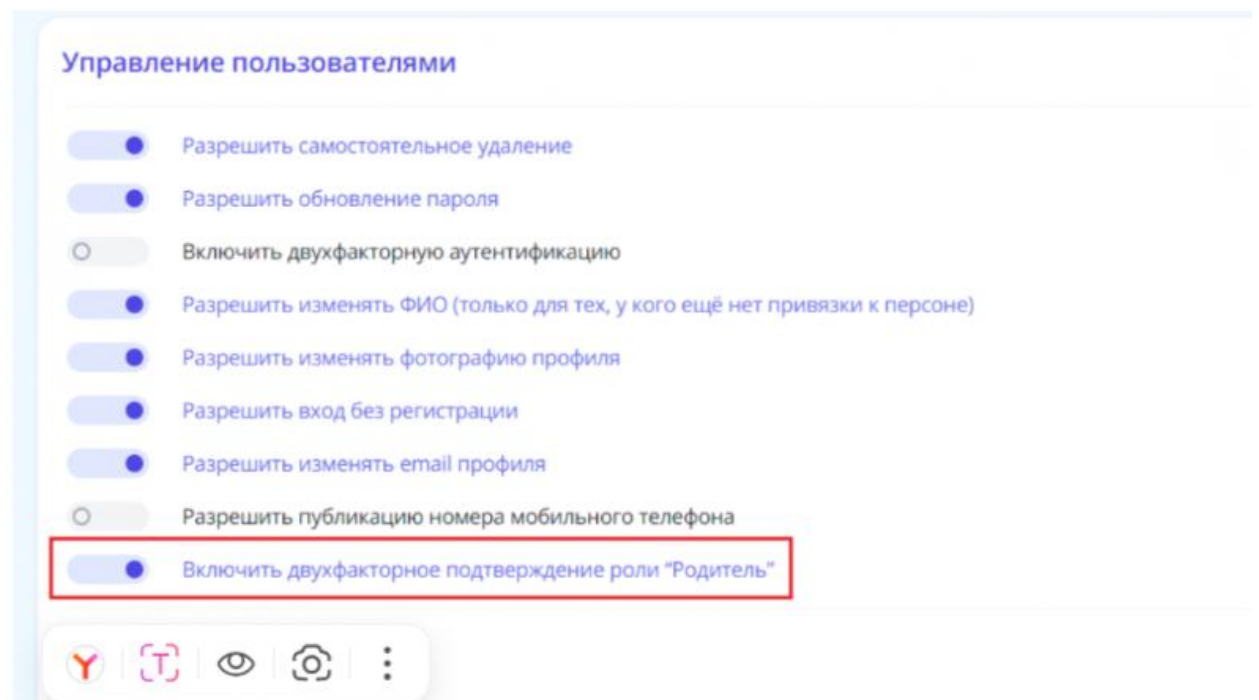 Управление пользователями
Разрешить самостоятельное удаление
Разрешить обновление пароля
Включить двухфакторную аутентификацию
Разрешить изменять ФИО (только для тех, у кого ещё нет привязки к персоне)
Разрешить изменять фотографию профиля
Разрешить вход без регистрации
Разрешить изменять email профиля
Разрешить публикацию номера мобильного телефона
Включить двухфакторное подтверждение роли “Родитель”